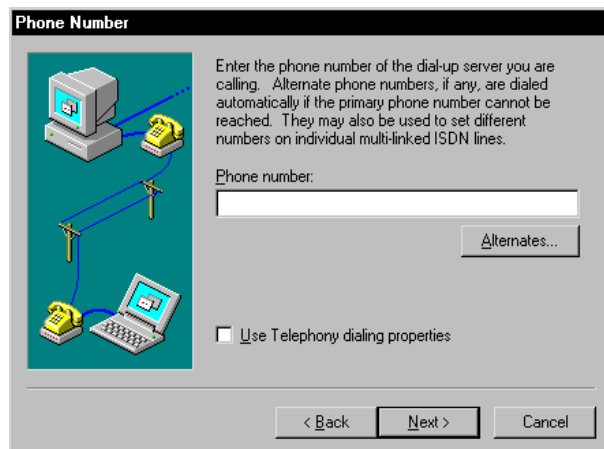 Phone Number
Enter the phone number of the dial-up server you are
calling. Alternate phone numbers, if any, are dialed
automatically if the primary phone number cannot be
reached. They may also be used to set different
numbers on individual multi-linked ISDN lines.
Phone number:
Alternates...
Use Telephony dialing properties
< Back
Next >
Cancel